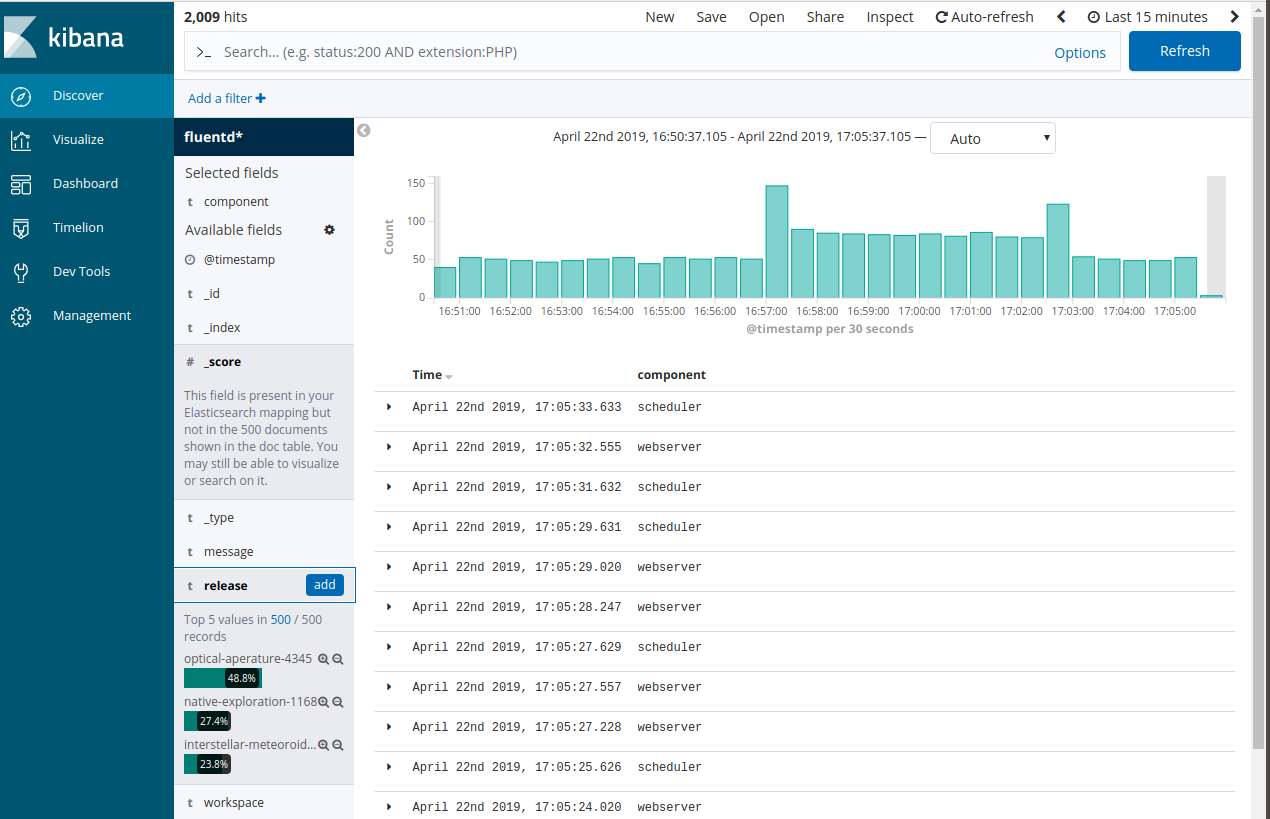 kibana
Discover
Visualize
Dashboard
Timelion
Dev Tools
Management
2,009 hits
New Save Open Share Inspect Auto-refresh Last 15 minutes
>_ Search... (e.g. status:200 AND extension:PHP) Options Refresh
Add a filter +
fluentd*
Selected fields
t component
Available fields
@timestamp
t _id
t _index
# _score
This field is present in your
Elasticsearch mapping but
not in the 500 documents
shown in the doc table. You
may still be able to visualize
or search on it.
t _type
t message
t release add
Top 5 values in 500 / 500
records
optical-aperature-4345
48.8%
native-exploration-1168
27.4%
interstellar-meteoroid...
23.8%
t workspace
April 22nd 2019, 16:50:37.105 - April 22nd 2019, 17:05:37.105 — Auto
Count
150
100
50
0
16:51:00 16:52:00 16:53:00 16:54:00 16:55:00 16:56:00 16:57:00 16:58:00 16:59:00 17:00:00 17:01:00 17:02:00 17:03:00 17:04:00 17:05:00
@timestamp per 30 seconds
Time component
April 22nd 2019, 17:05:33.633 scheduler
April 22nd 2019, 17:05:32.555 webserver
April 22nd 2019, 17:05:31.632 scheduler
April 22nd 2019, 17:05:29.631 scheduler
April 22nd 2019, 17:05:29.020 webserver
April 22nd 2019, 17:05:28.247 webserver
April 22nd 2019, 17:05:27.629 scheduler
April 22nd 2019, 17:05:27.557 webserver
April 22nd 2019, 17:05:27.228 webserver
April 22nd 2019, 17:05:25.626 scheduler
April 22nd 2019, 17:05:24.020 webserver